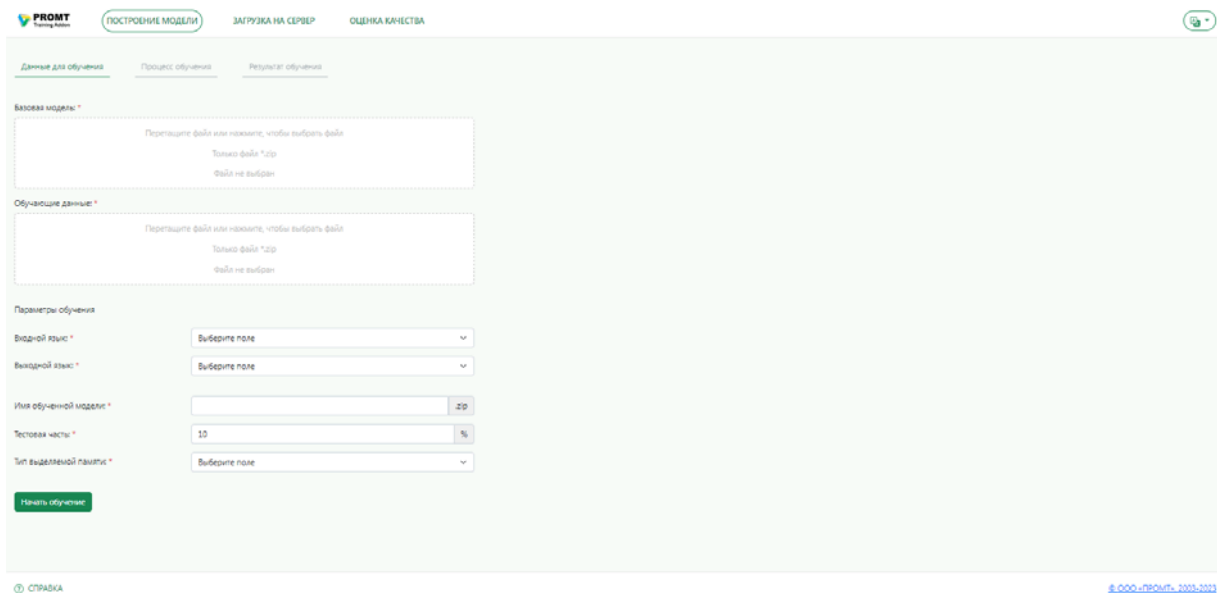 PROMT
Training Addon
ПОСТРОЕНИЕ МОДЕЛИ
ЗАГРУЗКА НА СЕРВЕР
ОЦЕНКА КАЧЕСТВА
Данные для обучения
Процесс обучения
Результат обучения
Базовая модель: *
Перетащите файл или нажмите, чтобы выбрать файл
Только файл *.zip
Файл не выбран
Обучающие данные: *
Перетащите файл или нажмите, чтобы выбрать файл
Только файл *.zip
Файл не выбран
Параметры обучения
Входной язык: *
Выберите поле
Выходной язык: *
Выберите поле
Имя обученной модели: *
.zip
Тестовая часть: *
10
%
Тип выделяемой памяти: *
Выберите поле
Начать обучение
СПРАВКА
© ООО «ПРОМТ», 2003-2023